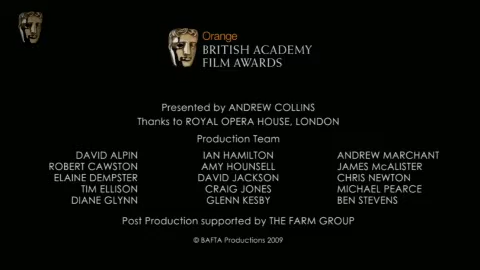 Orange
BRITISH ACADEMY
FILM AWARDS
Presented by ANDREW COLLINS
Thanks to ROYAL OPERA HOUSE, LONDON
Production Team
DAVID ALPIN IAN HAMILTON ANDREW MARCHANT
ROBERT CAWSTON AMY HOUNSELL JAMES McALISTER
ELAINE DEMPSTER DAVID JACKSON CHRIS NEWTON
TIM ELLISON CRAIG JONES MICHAEL PEARCE
DIANE GLYNN GLENN KESBY BEN STEVENS
Post Production supported by THE FARM GROUP
© BAFTA Productions 2009